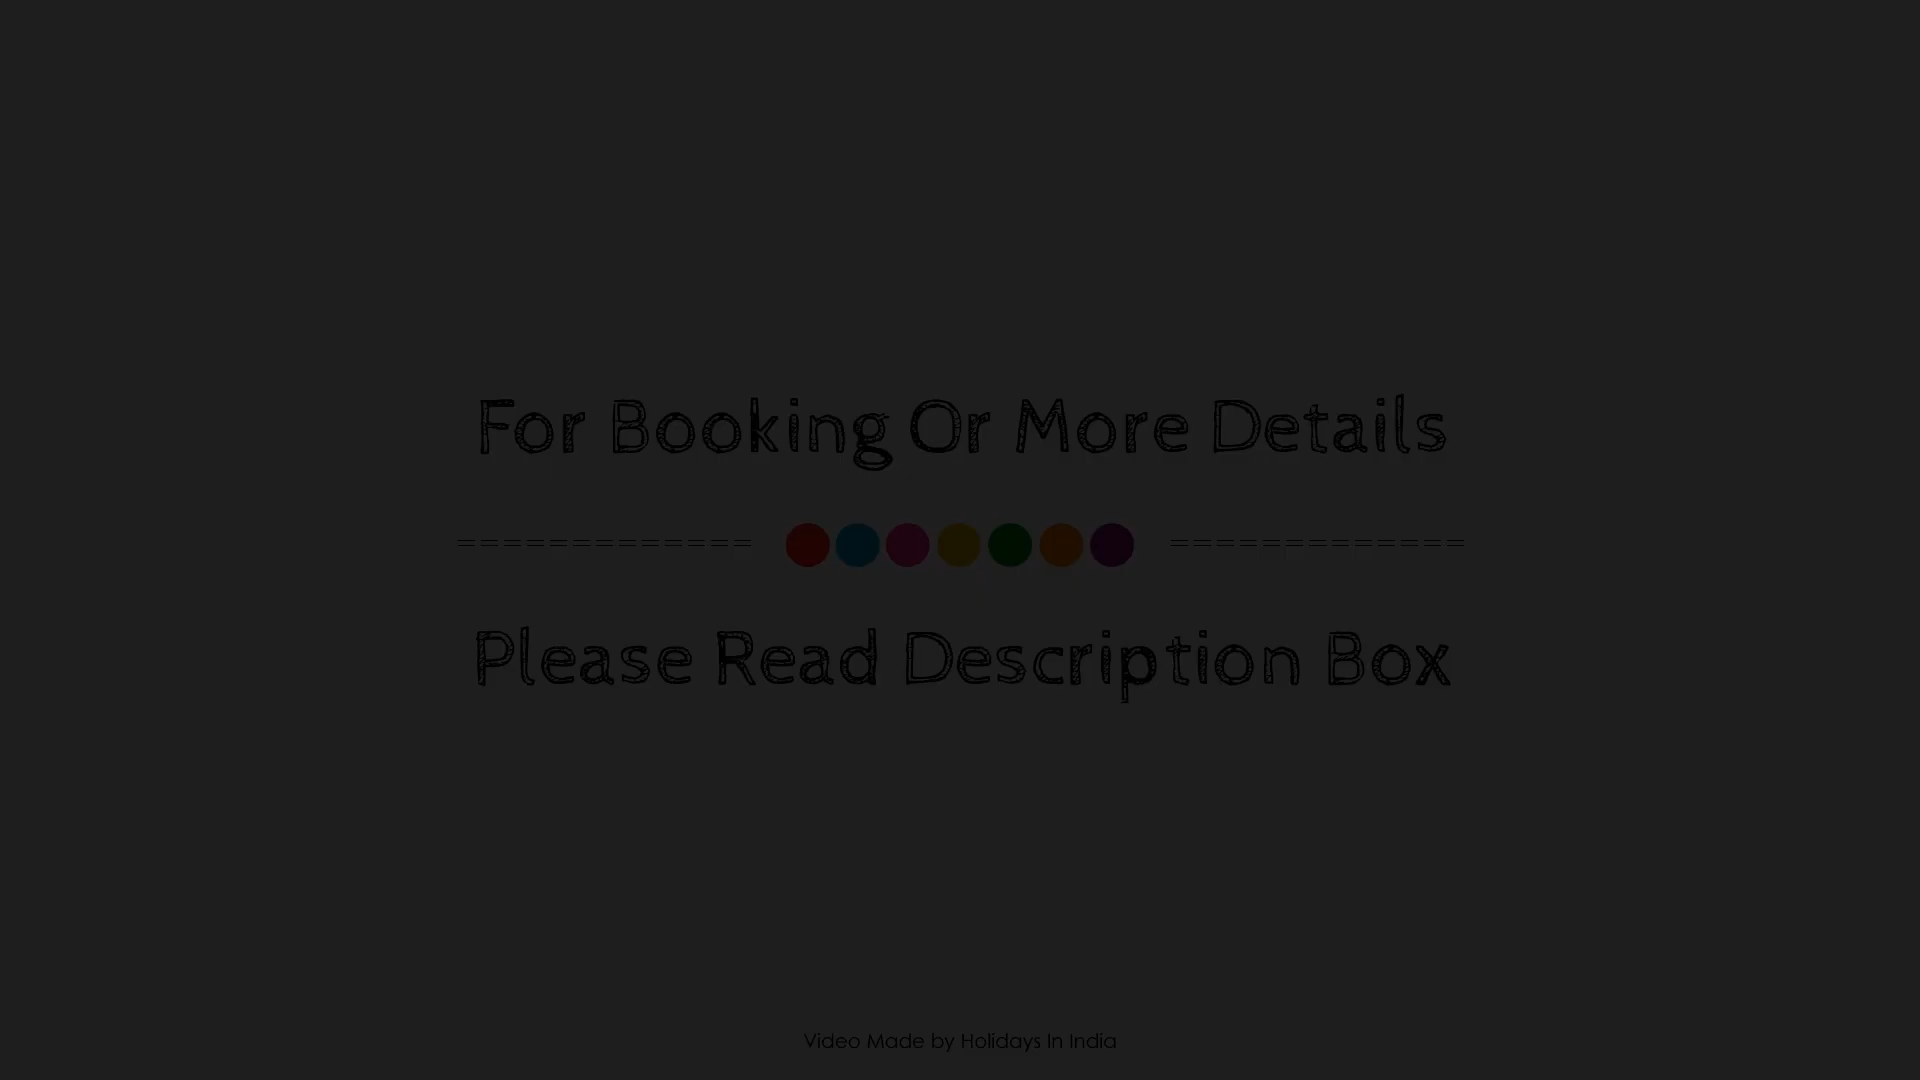 For Booking Or More Details
============= =============
Please Read Description Box
Video Made by Holidays In India